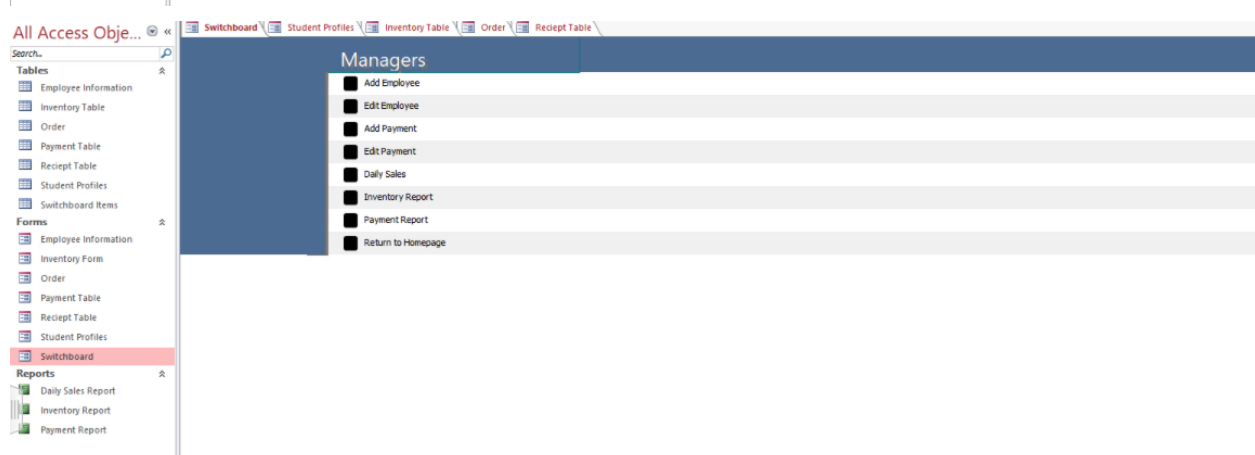 All Access Obje... «
Search...
Tables
Employee Information
Inventory Table
Order
Payment Table
Reciept Table
Student Profiles
Switchboard Items
Forms
Employee Information
Inventory Form
Order
Payment Table
Reciept Table
Student Profiles
Switchboard
Reports
Daily Sales Report
Inventory Report
Payment Report
Switchboard Student Profiles Inventory Table Order Reciept Table
Managers
Add Employee
Edit Employee
Add Payment
Edit Payment
Daily Sales
Inventory Report
Payment Report
Return to Homepage